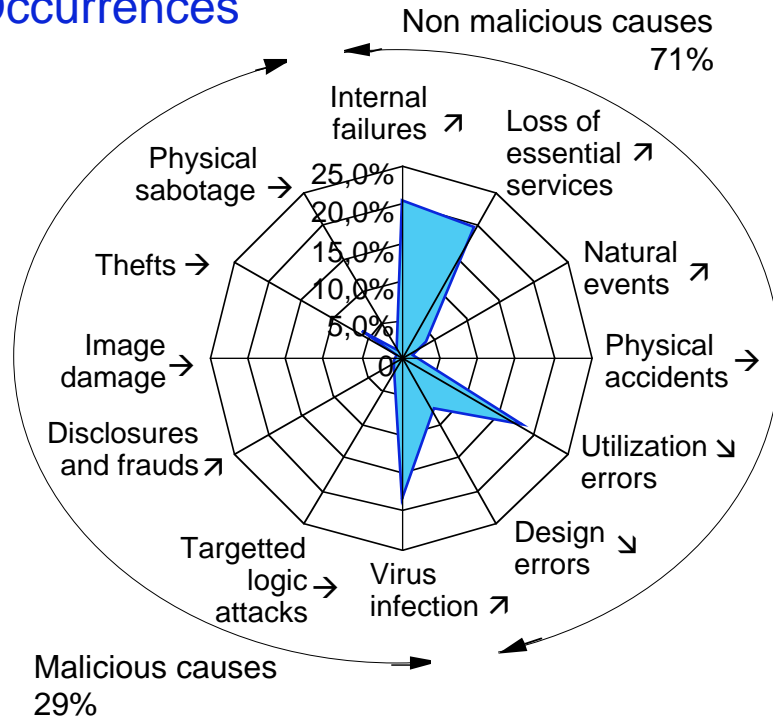 Occurrences
Non malicious causes
71%
Internal
failures ↗
Loss of
essential ↗
services
Physical
sabotage →
25,0%
20,0%
15,0%
10,0%
5,0%
0
Thefts →
Natural
events ↗
Image
damage →
Physical
accidents →
Disclosures
and frauds ↗
Utilization ↘
errors
Targetted
logic →
attacks
Virus
infection ↗
Design ↘
errors
Malicious causes
29%